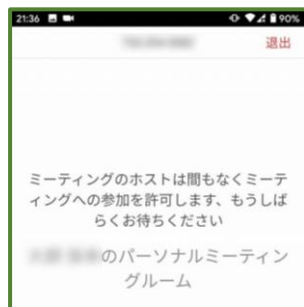 21:36 90%
退出
ミーティングのホストは間もなくミーテ
ィングへの参加を許可します、もうしば
らくお待ちください
のパーソナルミーティン
グルーム